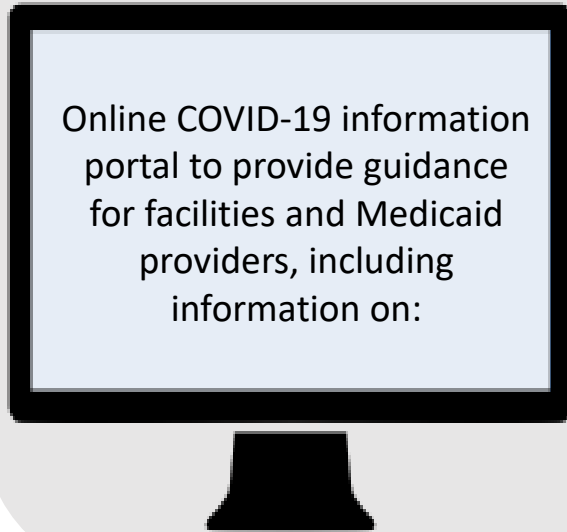 Online COVID-19 information
portal to provide guidance
for facilities and Medicaid
providers, including
information on: